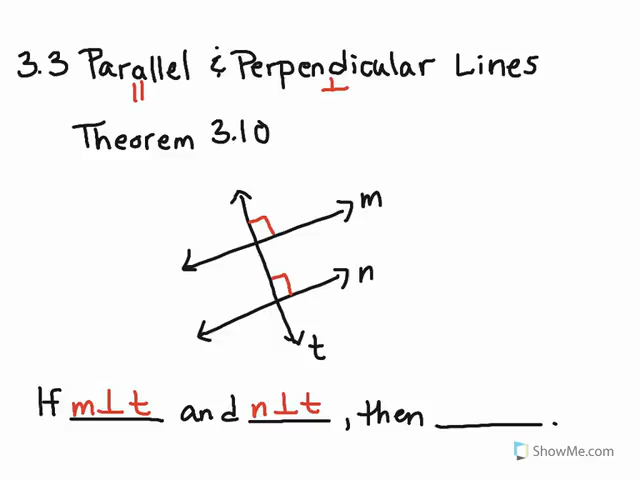 3.3 Parallel & Perpendicular Lines
|| ⊥
Theorem 3.10
m
n
t
If m⊥t and n⊥t, then ______.
ShowMe.com